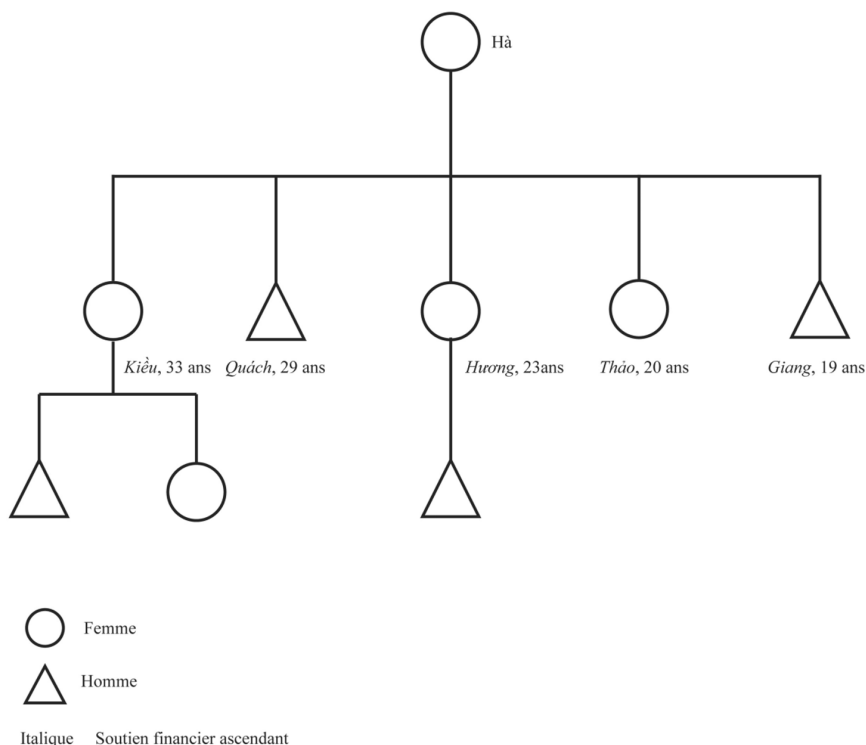 Hà
Kiều, 33 ans
Quách, 29 ans
Hương, 23ans
Thảo, 20 ans
Giang, 19 ans
Femme
Homme
Italique Soutien financier ascendant